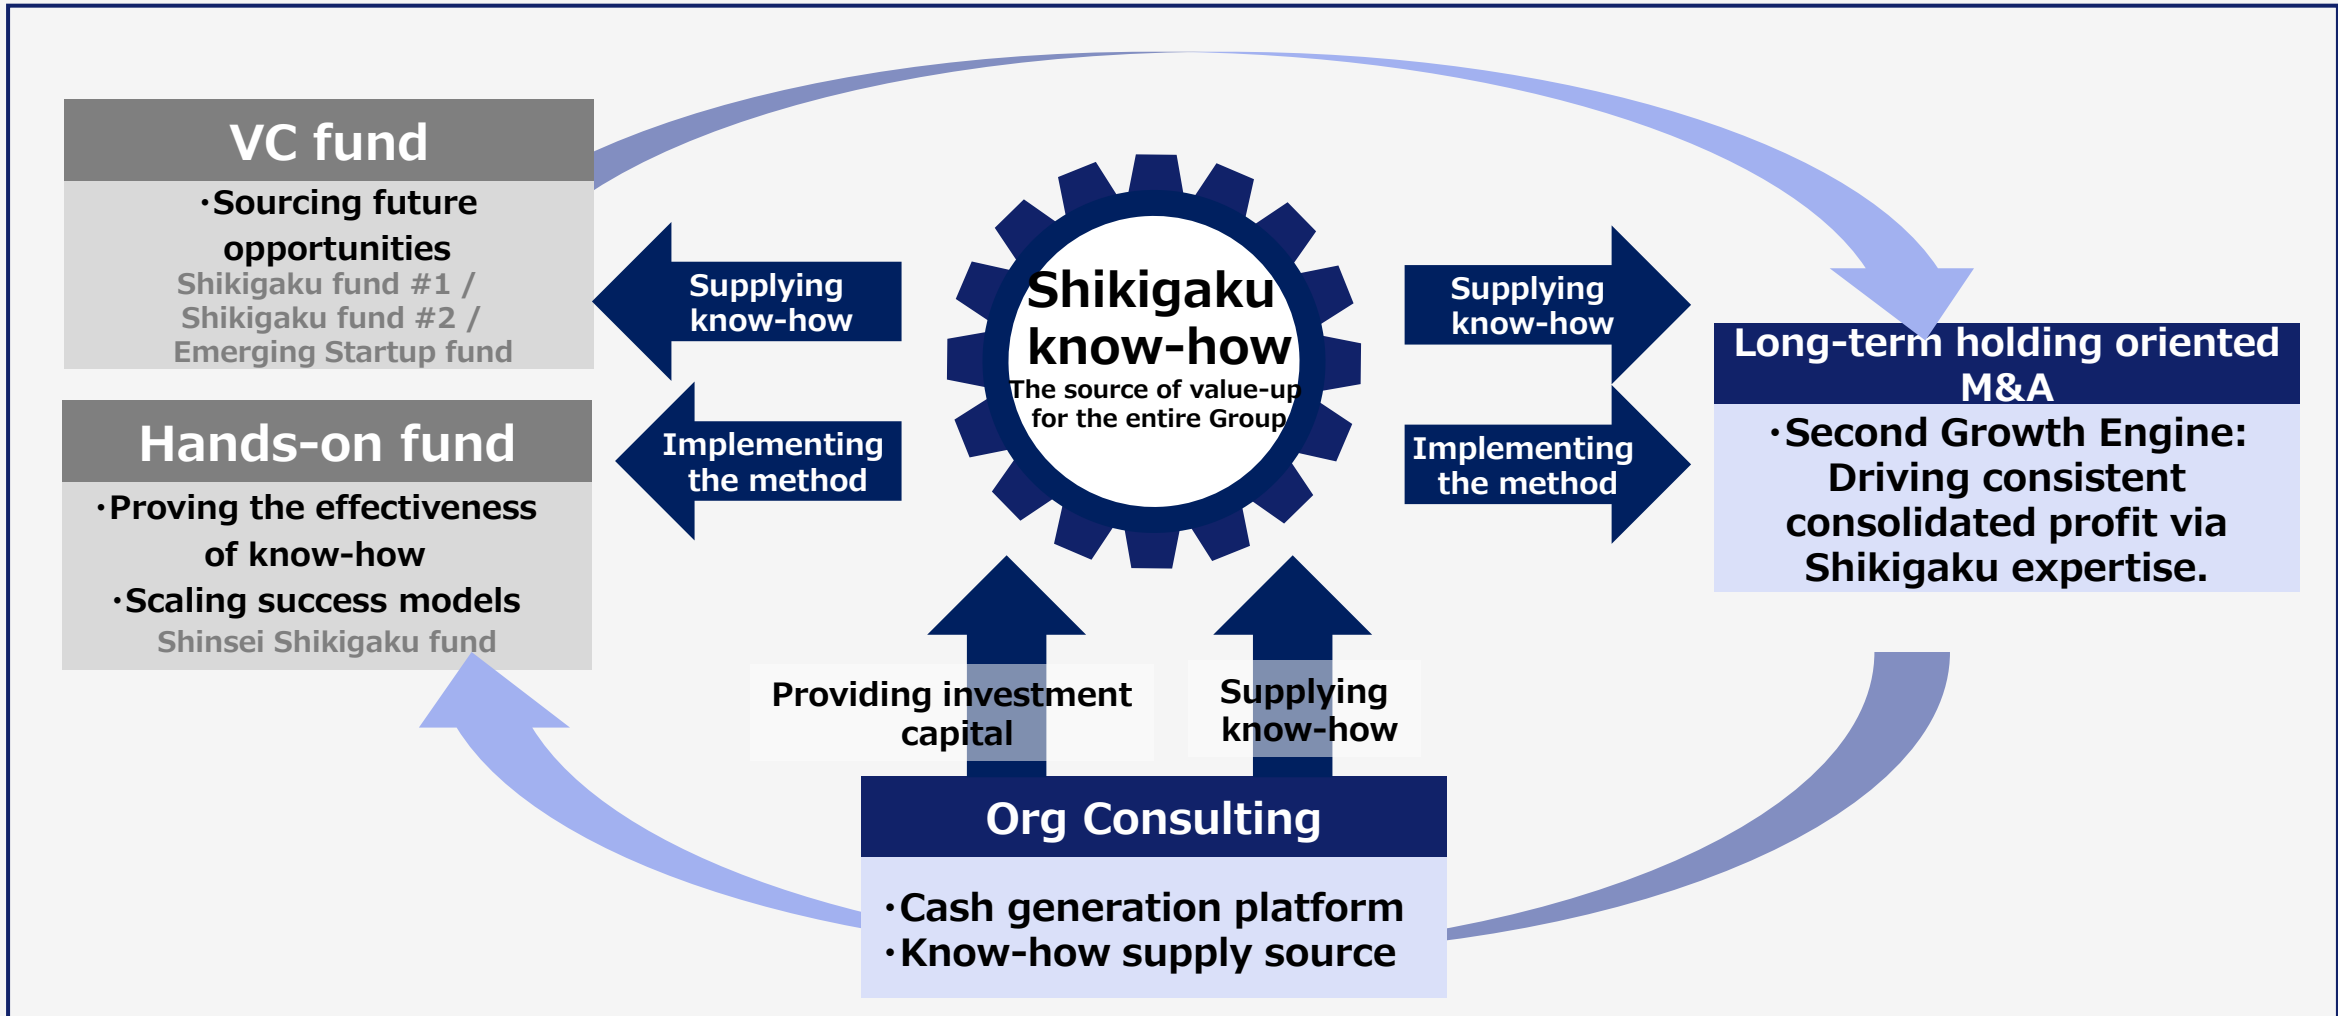 VC fund
・Sourcing future
opportunities
Shikigaku fund #1 /
Shikigaku fund #2 /
Emerging Startup fund
Hands-on fund
・Proving the effectiveness
of know-how
・Scaling success models
Shinsei Shikigaku fund
Supplying
know-how
Implementing
the method
Shikigaku
know-how
The source of value-up
for the entire Group
Supplying
know-how
Implementing
the method
Long-term holding oriented
M&A
・Second Growth Engine:
Driving consistent
consolidated profit via
Shikigaku expertise.
Providing investment
capital
Supplying
know-how
Org Consulting
・Cash generation platform
・Know-how supply source